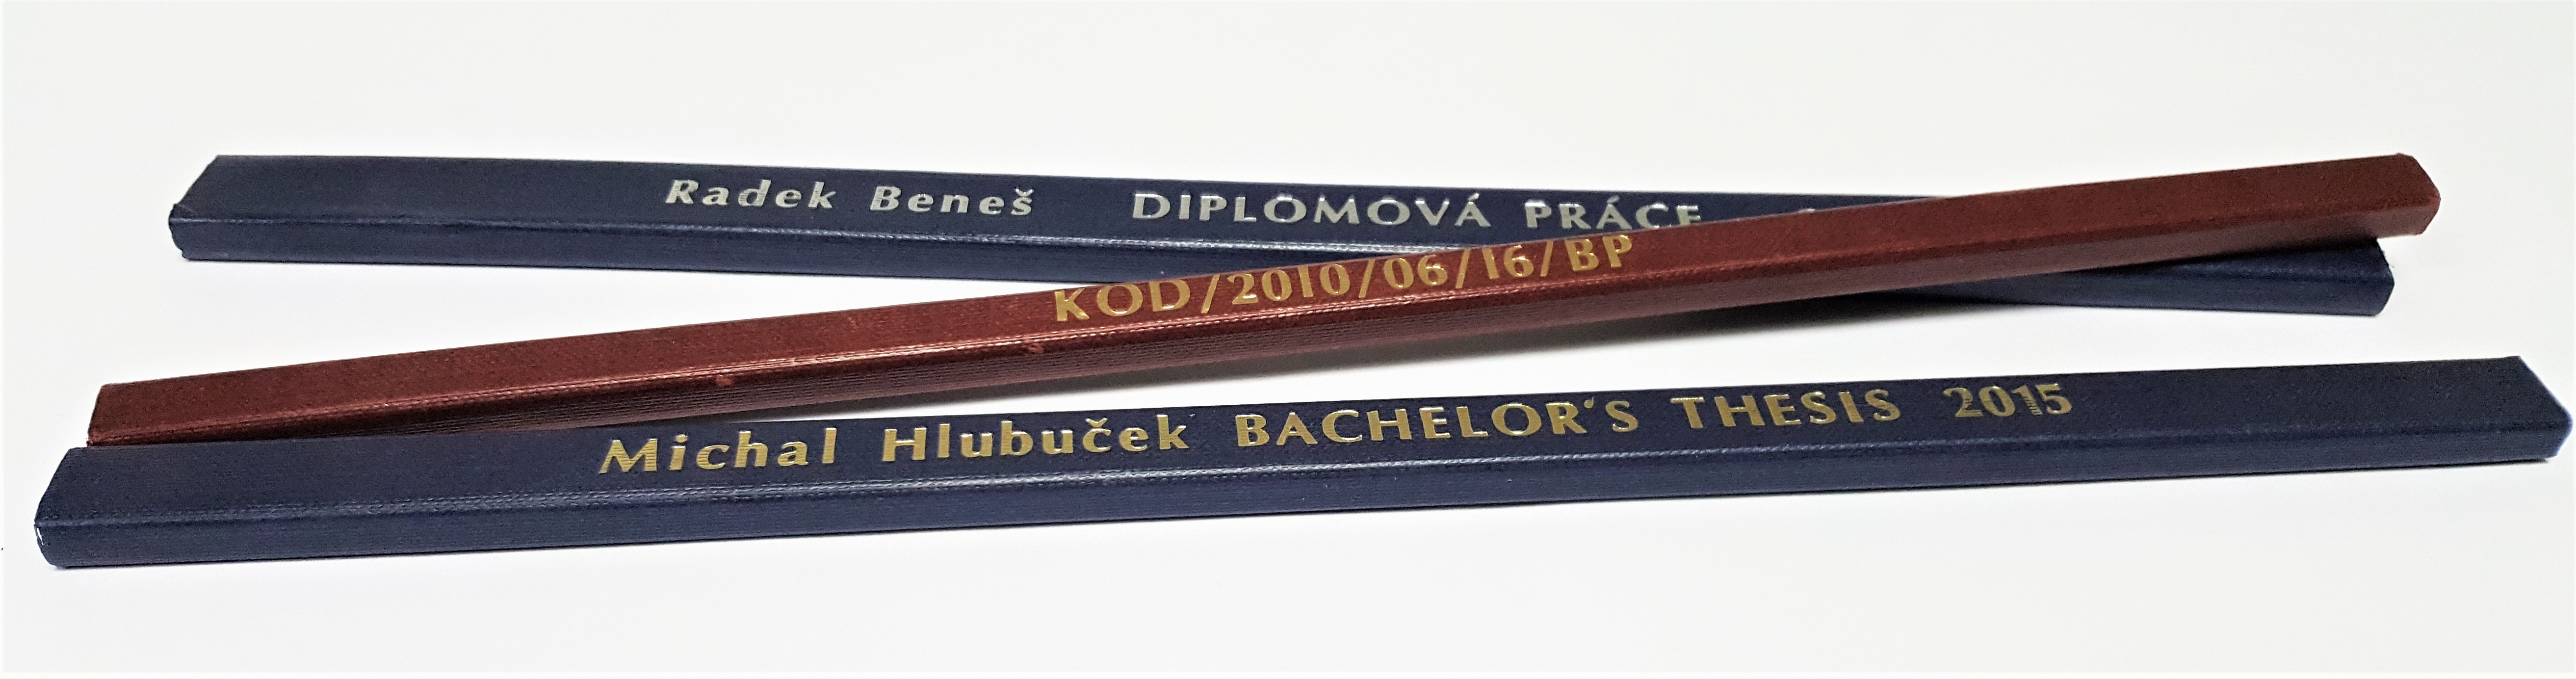 Radek Beneš DIPLOMOVÁ PRÁCE
KOD/2010/06/16/BP
Michal Hlubuček BACHELOR'S THESIS 2015